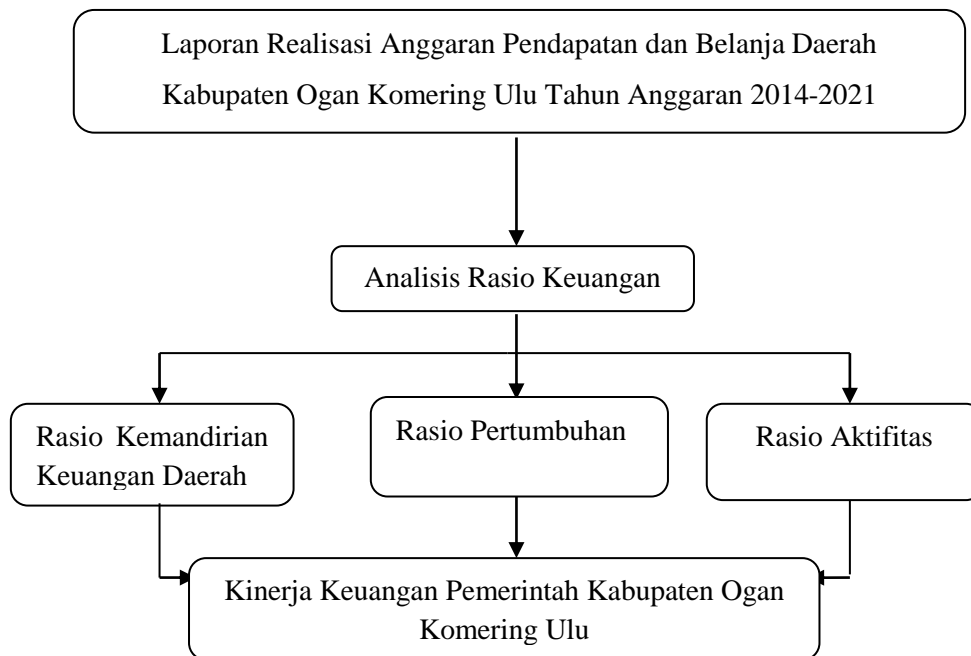 Laporan Realisasi Anggaran Pendapatan dan Belanja Daerah
Kabupaten Ogan Komering Ulu Tahun Anggaran 2014-2021
Analisis Rasio Keuangan
Rasio Kemandirian
Keuangan Daerah
Rasio Pertumbuhan
Rasio Aktifitas
Kinerja Keuangan Pemerintah Kabupaten Ogan
Komering Ulu